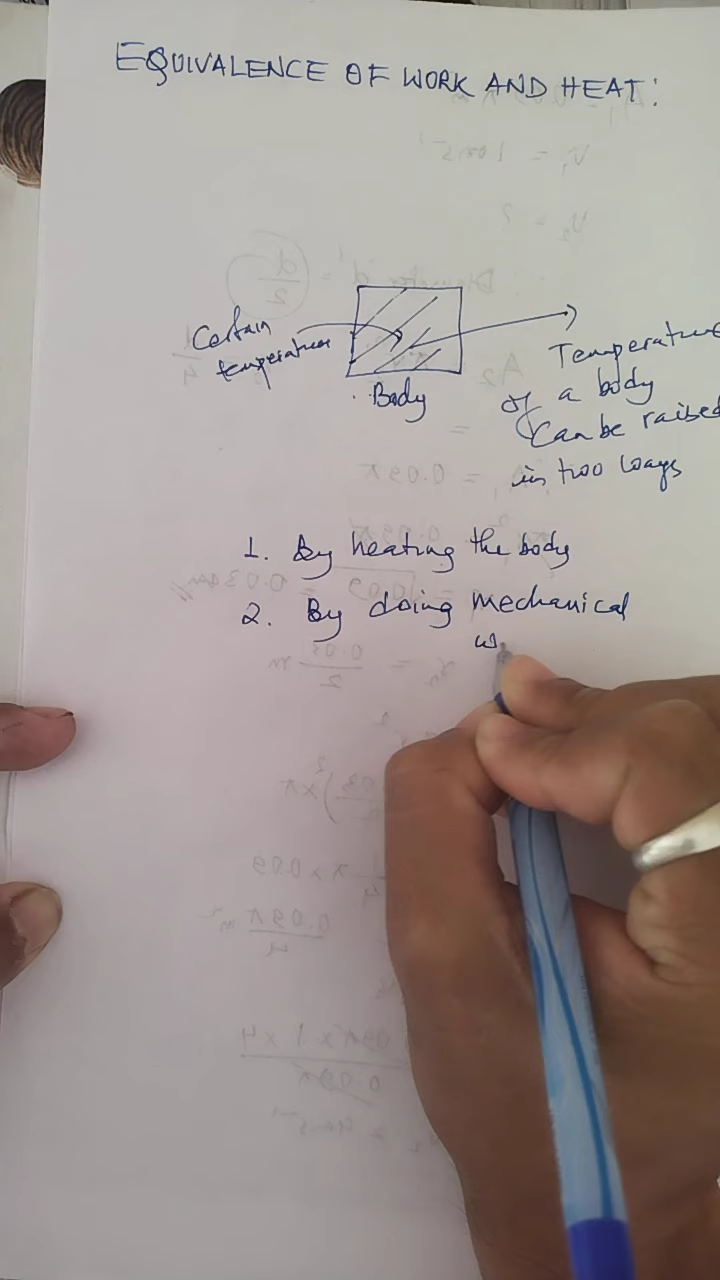 EQUIVALENCE OF WORK AND HEAT:
Certain
temperature
Body
Temperature
of a body
Can be raised
in two ways
1. By heating the body
2. By doing mechanical
w